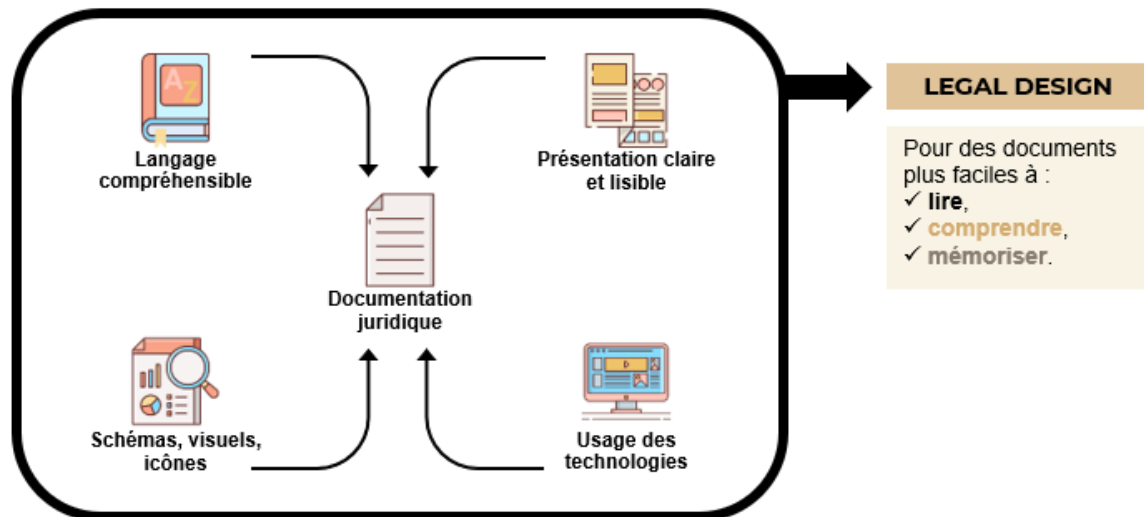 AZ
Langage
compréhensible
Présentation claire
et lisible
Documentation
juridique
Schémas, visuels,
icônes
Usage des
technologies
LEGAL DESIGN
Pour des documents
plus faciles à :
✓ lire,
✓ comprendre,
✓ mémoriser.